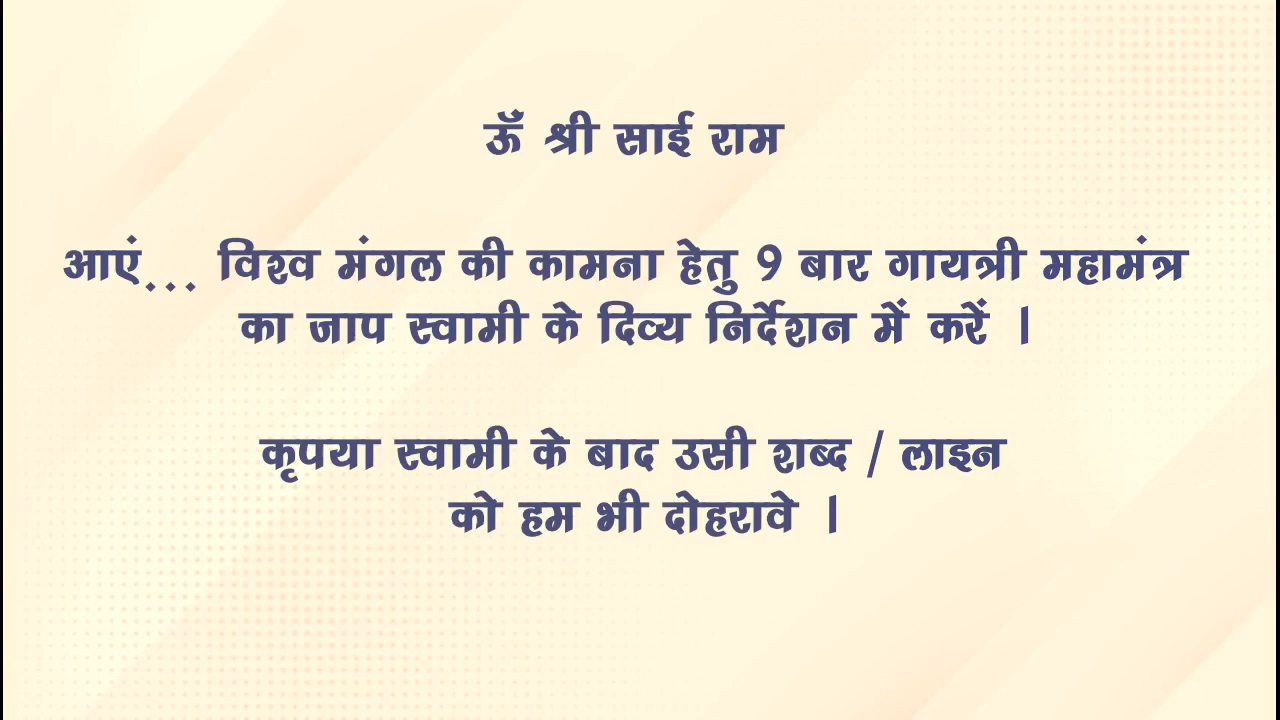 ऊँ श्री साई राम
आएं... विश्व मंगल की कामना हेतु 9 बार गायत्री महामंत्र
का जाप स्वामी के दिव्य निर्देशन में करें ।
कृपया स्वामी के बाद उसी शब्द / लाइन
को हम भी दोहरावे ।